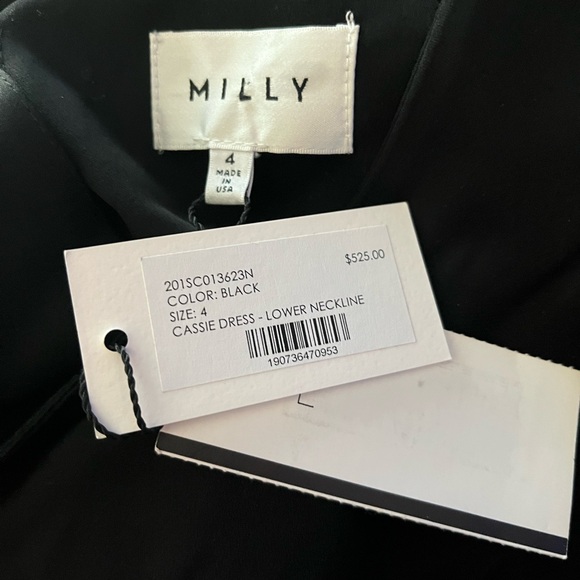 MILLY
4
MADE
IN
USA
201SC013623N
$525.00
COLOR: BLACK
SIZE: 4
CASSIE DRESS - LOWER NECKLINE
190736470953